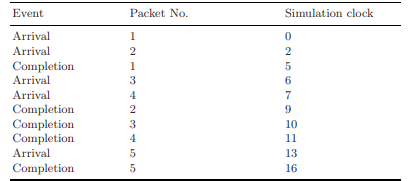 Event Packet No. Simulation clock
Arrival 1 0
Arrival 2 2
Completion 1 5
Arrival 3 6
Arrival 4 7
Completion 2 9
Completion 3 10
Completion 4 11
Arrival 5 13
Completion 5 16